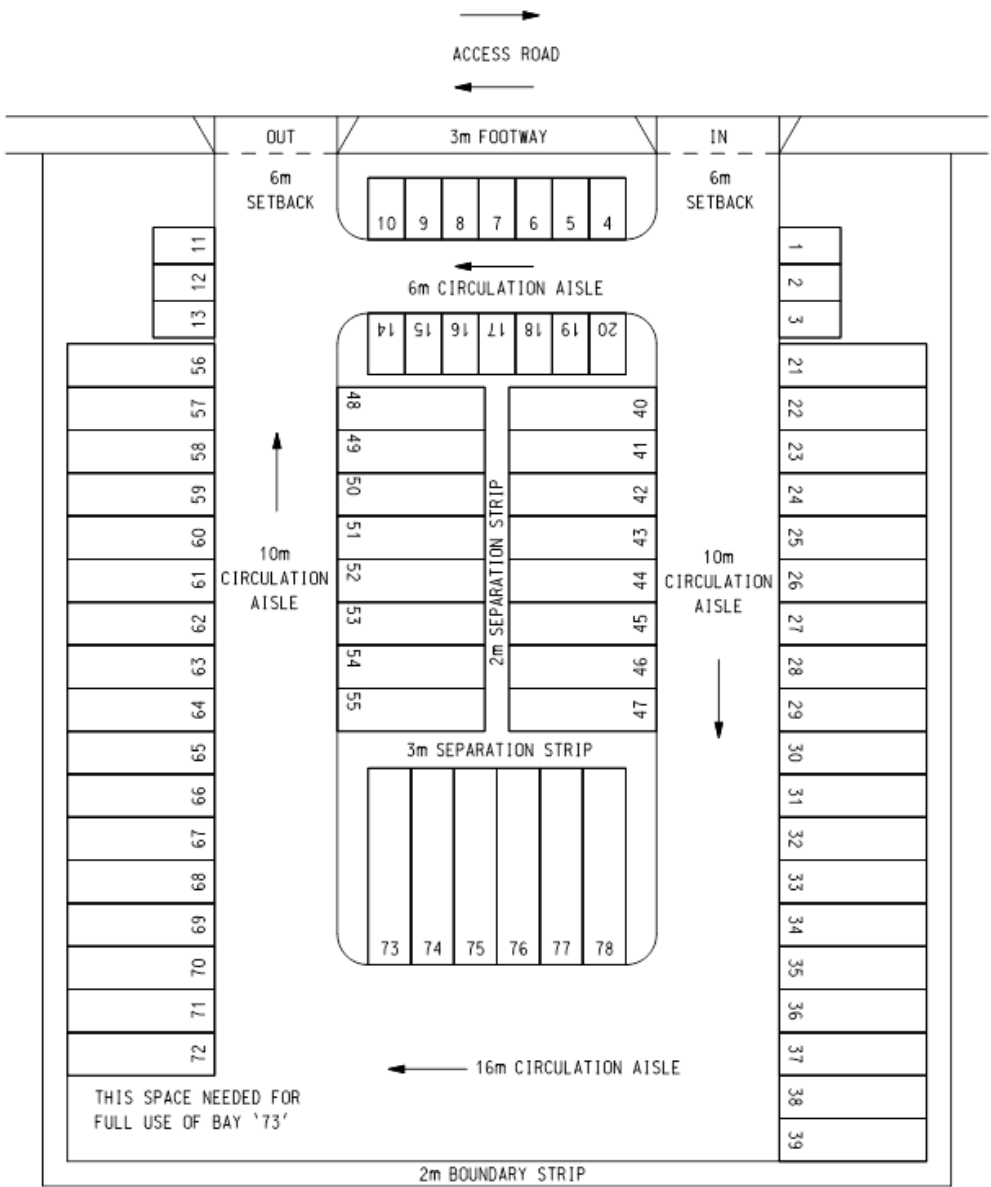 ACCESS ROAD
OUT
3m FOOTWAY
IN
6m
SETBACK
6m
SETBACK
10 9 8 7 6 5 4
11
12
13
1
2
3
6m CIRCULATION AISLE
14 15 16 17 18 19 20
56
57
58
59
60
61
62
63
64
65
66
67
68
69
70
71
72
10m
CIRCULATION
AISLE
48
49
50
51
52
53
54
55
2m SEPARATION STRIP
40
41
42
43
44
45
46
47
10m
CIRCULATION
AISLE
21
22
23
24
25
26
27
28
29
30
31
32
33
34
35
36
37
38
39
3m SEPARATION STRIP
73 74 75 76 77 78
16m CIRCULATION AISLE
THIS SPACE NEEDED FOR
FULL USE OF BAY `73'
2m BOUNDARY STRIP